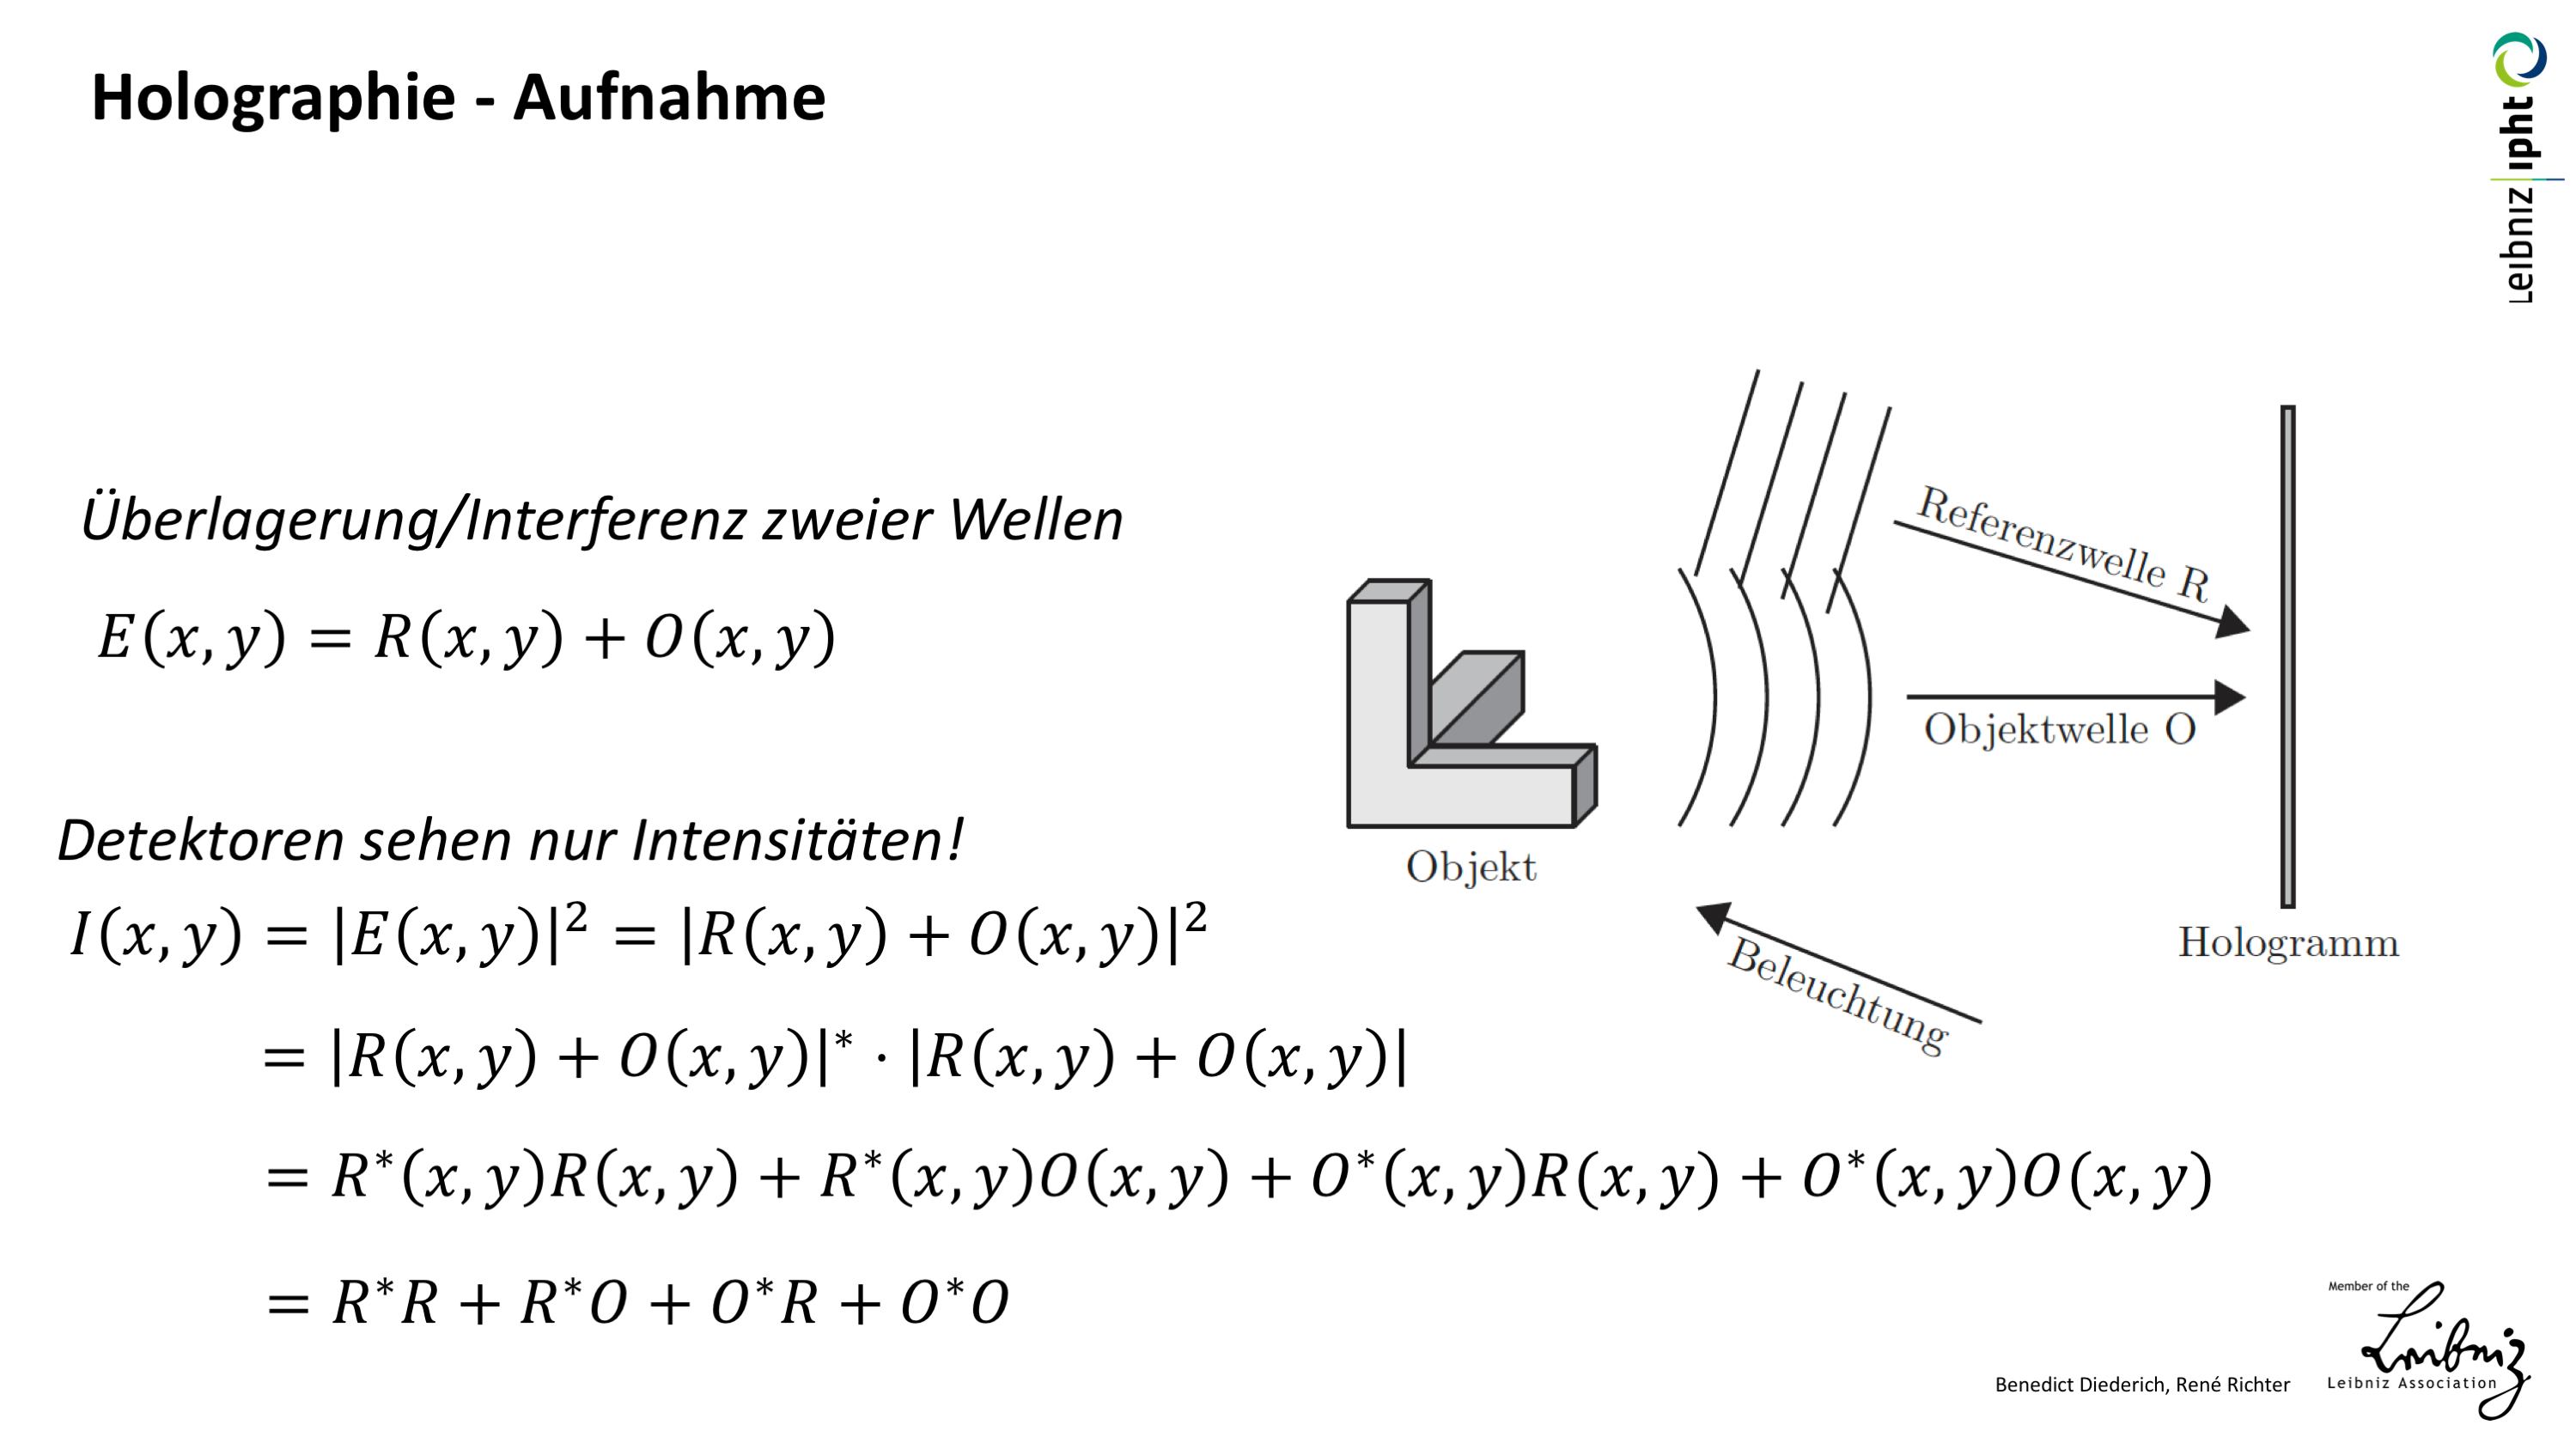 Holographie - Aufnahme
Leibniz ipht
Überlagerung/Interferenz zweier Wellen
E(x, y) = R(x, y) + O(x, y)
Referenzwelle R
Objektwelle O
Objekt
Hologramm
Beleuchtung
Detektoren sehen nur Intensitäten!
I(x, y) = |E(x, y)|² = |R(x, y) + O(x, y)|²
= |R(x, y) + O(x, y)|* · |R(x, y) + O(x, y)|
= R*(x, y)R(x, y) + R*(x, y)O(x, y) + O*(x, y)R(x, y) + O*(x, y)O(x, y)
= R*R + R*O + O*R + O*O
Member of the
Leibniz
Leibniz Association
Benedict Diederich, René Richter